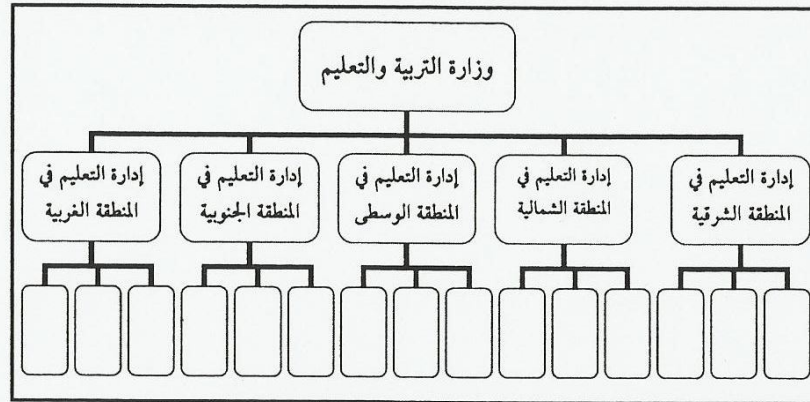 وزارة التربية والتعليم
إدارة التعليم في
المنطقة الشرقية
إدارة التعليم في
المنطقة الشمالية
إدارة التعليم في
المنطقة الوسطى
إدارة التعليم في
المنطقة الجنوبية
إدارة التعليم في
المنطقة الغربية